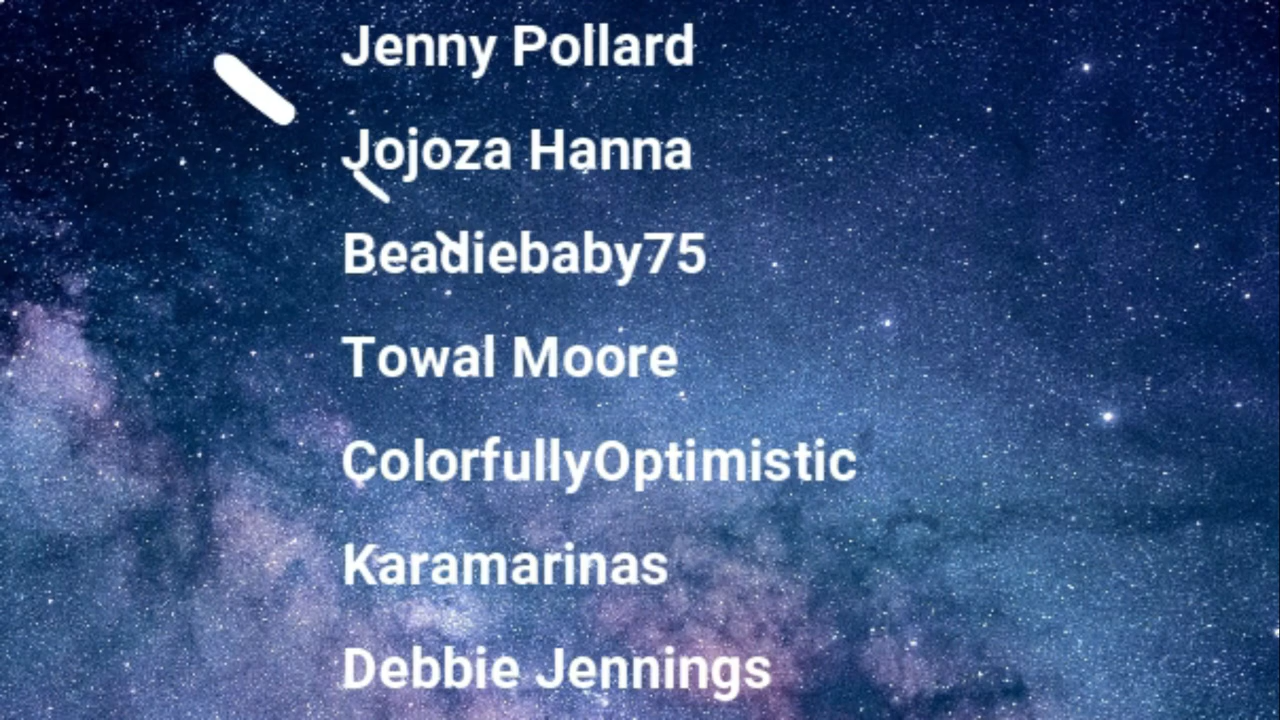 Jenny Pollard
Jojoza Hanna
Beadiebaby75
Towal Moore
ColorfullyOptimistic
Karamarinas
Debbie Jennings